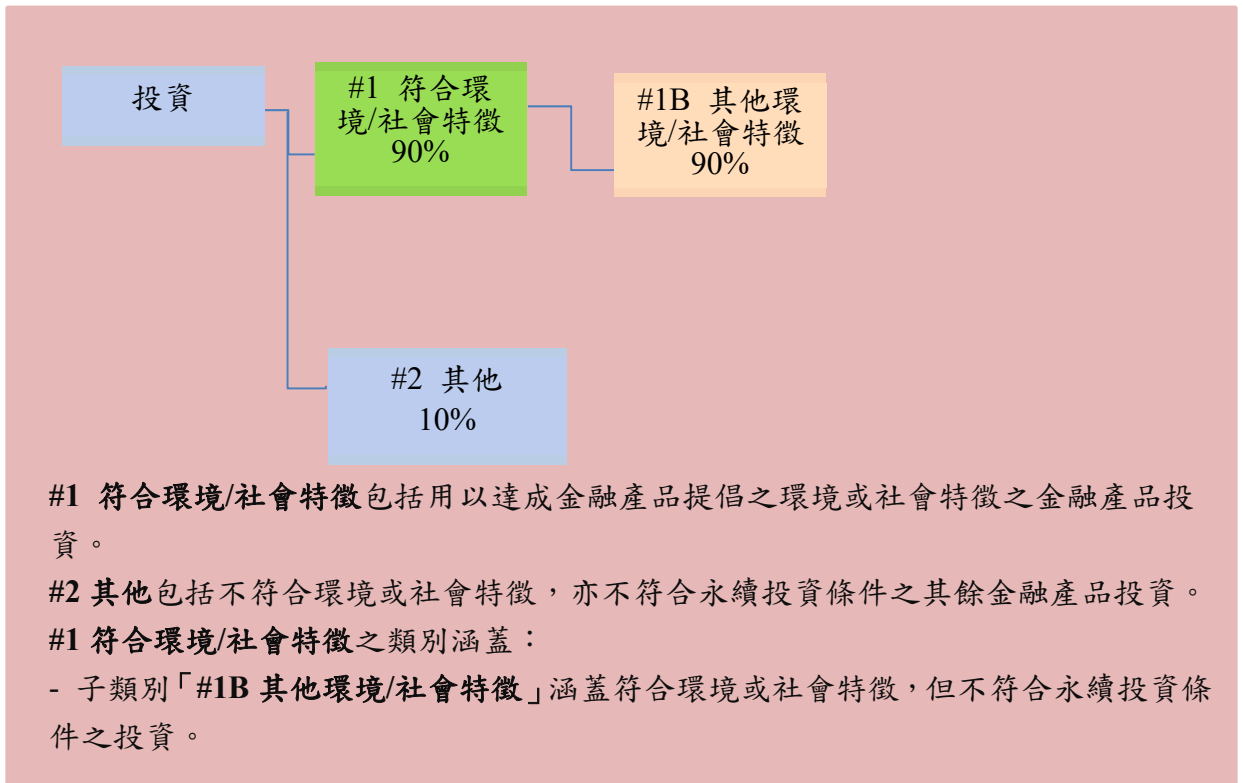 投資
#1 符合環
境/社會特徵
90%
#1B 其他環
境/社會特徵
90%
#2 其他
10%
#1 符合環境/社會特徵包括用以達成金融產品提倡之環境或社會特徵之金融產品投
資。
#2 其他包括不符合環境或社會特徵，亦不符合永續投資條件之其餘金融產品投資。
#1 符合環境/社會特徵之類別涵蓋：
- 子類別「#1B 其他環境/社會特徵」涵蓋符合環境或社會特徵，但不符合永續投資條
件之投資。